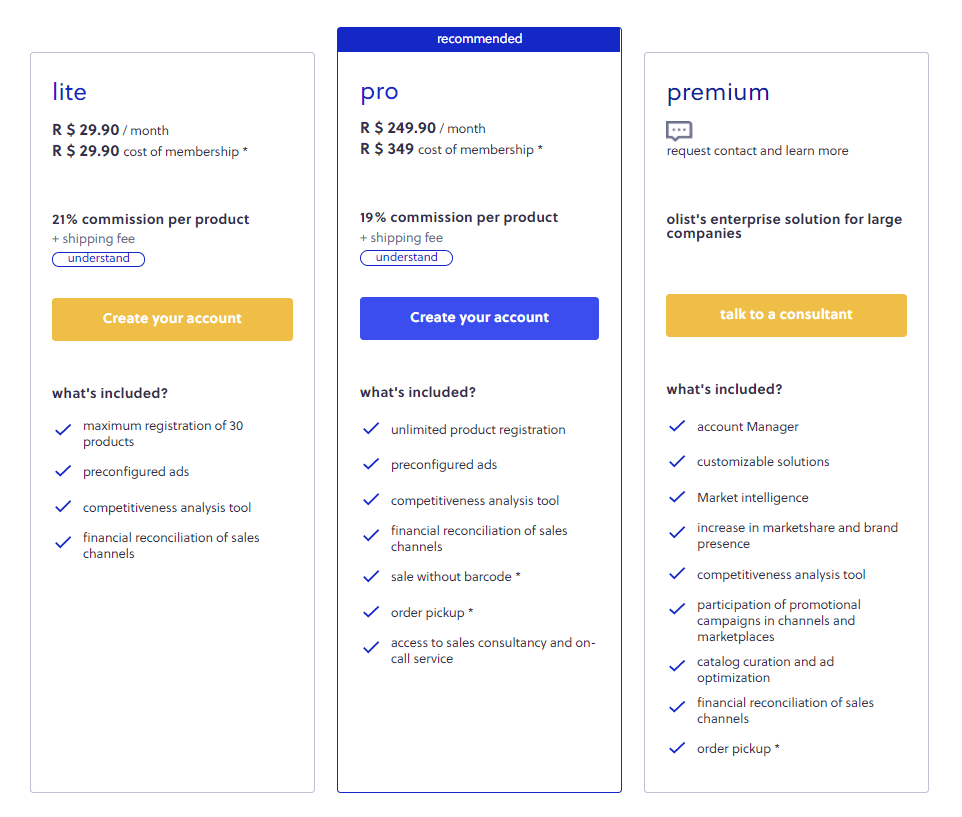 recommended
lite
R $ 29.90 / month
R $ 29.90 cost of membership *
21% commission per product
+ shipping fee
understand
Create your account
what's included?
maximum registration of 30
products
preconfigured ads
competitiveness analysis tool
financial reconciliation of sales
channels
pro
R $ 249.90 / month
R $ 349 cost of membership *
19% commission per product
+ shipping fee
understand
Create your account
what's included?
unlimited product registration
preconfigured ads
competitiveness analysis tool
financial reconciliation of sales
channels
sale without barcode *
order pickup *
access to sales consultancy and on-
call service
premium
request contact and learn more
olist's enterprise solution for large
companies
talk to a consultant
what's included?
account Manager
customizable solutions
Market intelligence
increase in marketshare and brand
presence
competitiveness analysis tool
participation of promotional
campaigns in channels and
marketplaces
catalog curation and ad
optimization
financial reconciliation of sales
channels
order pickup *